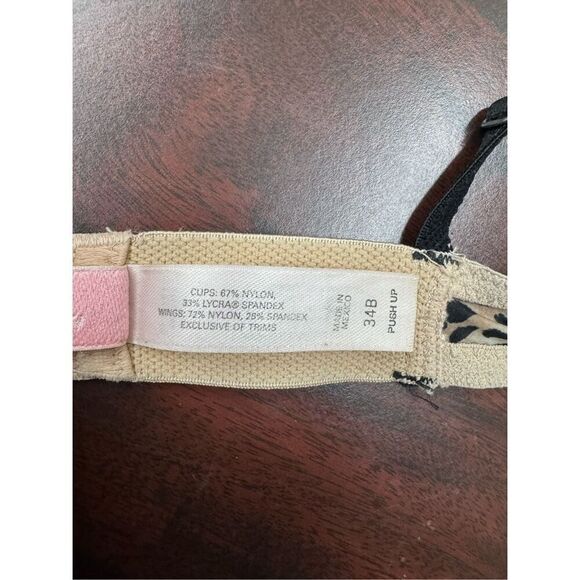 CUPS: 67% NYLON,
33% LYCRA® SPANDEX
WINGS: 72% NYLON, 28% SPANDEX
EXCLUSIVE OF TRIMS
MADE IN
MEXICO
34B
PUSH UP